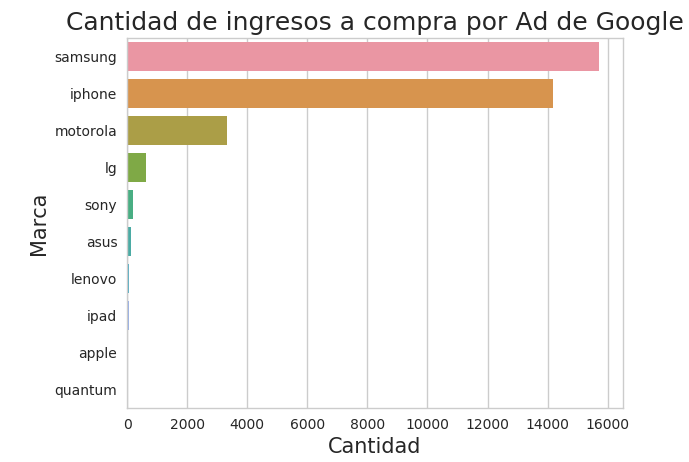 Cantidad de ingresos a compra por Ad de Google
samsung
iphone
motorola
lg
sony
asus
lenovo
ipad
apple
quantum
Marca
0 2000 4000 6000 8000 10000 12000 14000 16000
Cantidad